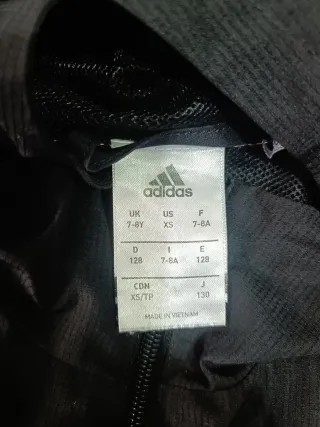 adidas
UK US F
7-8Y XS 7-8A
D I E
128 7-8A 128
CDN J
XS/TP 130
MADE IN VIETNAM